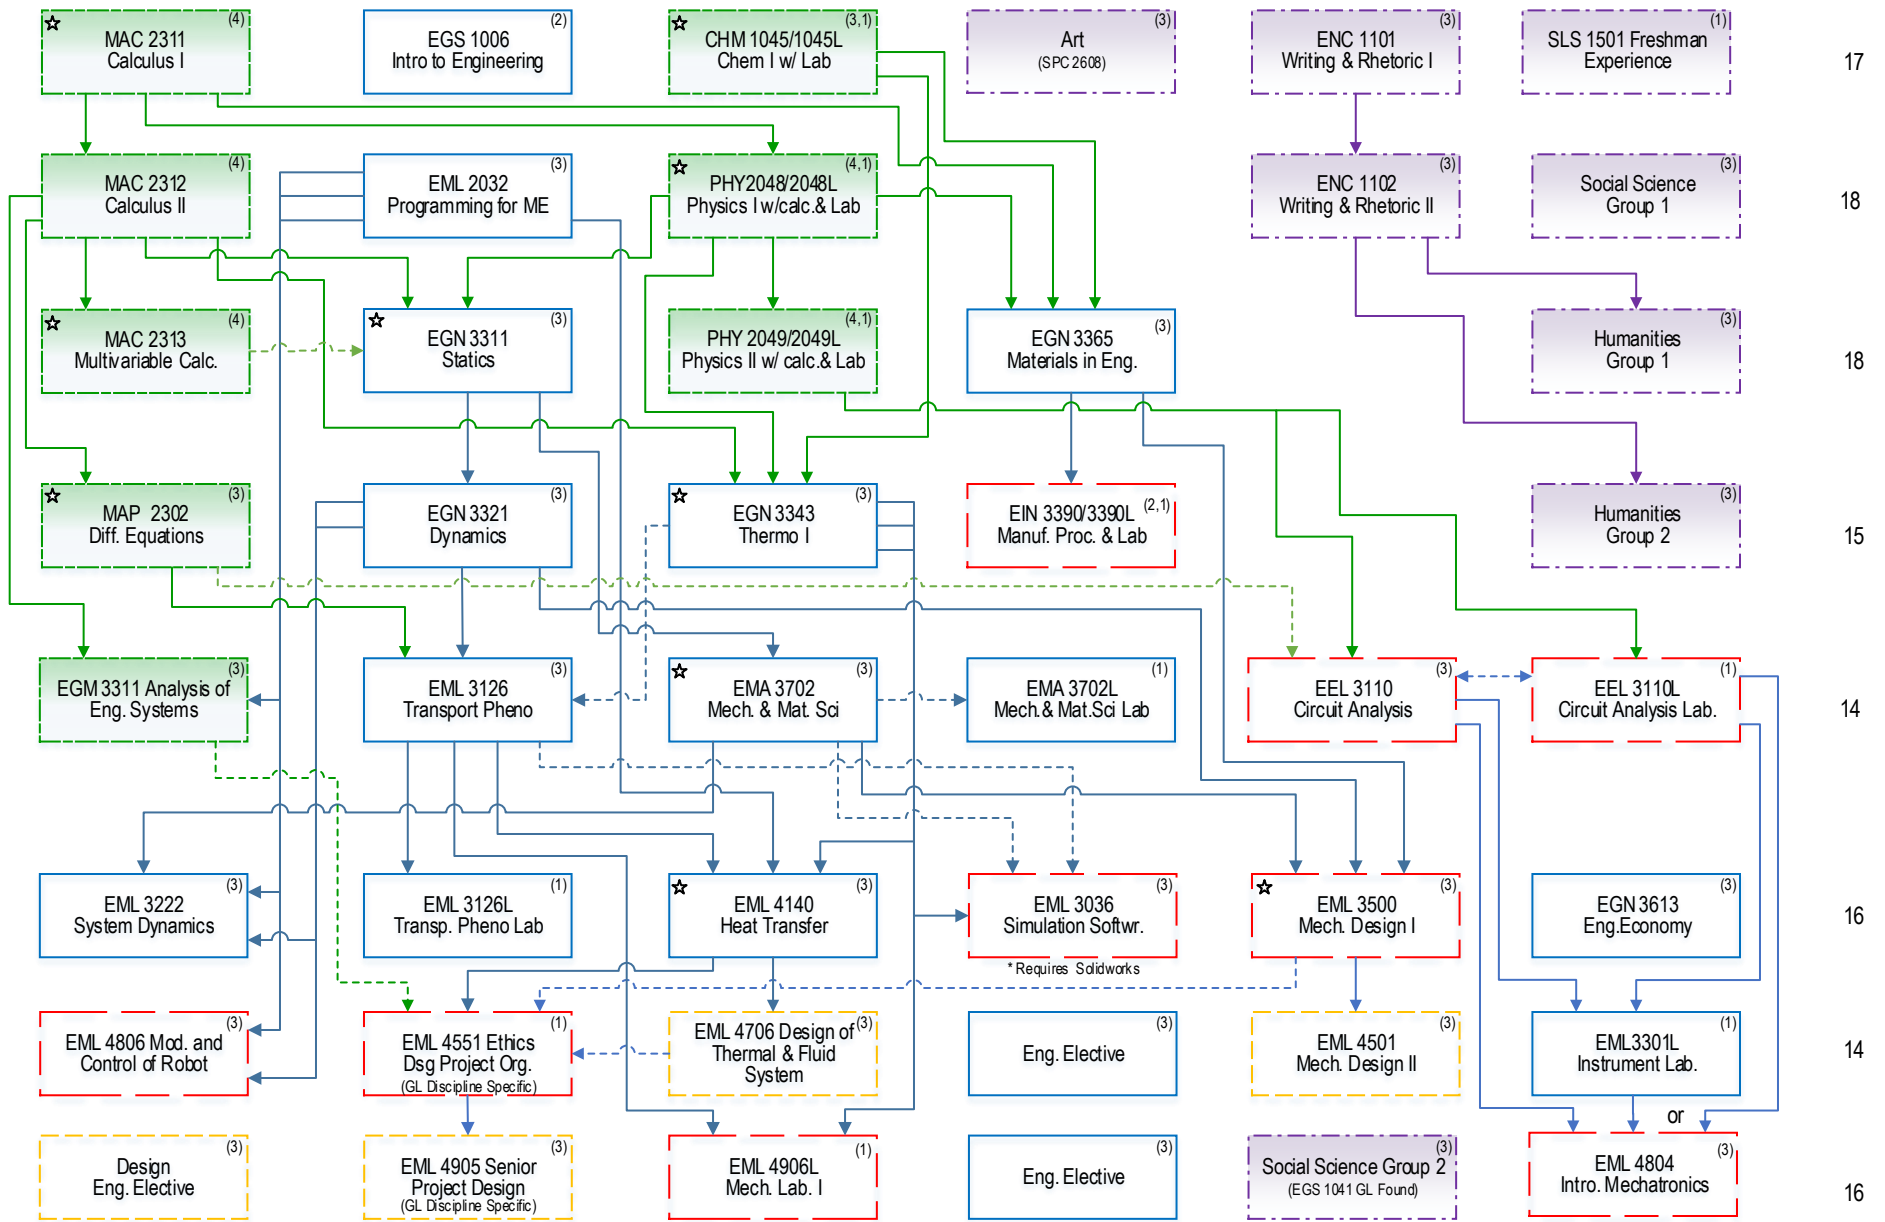 (4)
MAC 2311
Calculus I
(2)
EGS 1006
Intro to Engineering
(3,1)
CHM 1045/1045L
Chem I w/ Lab
(3)
Art
(SPC 2608)
(3)
ENC 1101
Writing & Rhetoric I
(1)
SLS 1501 Freshman
Experience
17
(4)
MAC 2312
Calculus II
(3)
EML 2032
Programming for ME
(4,1)
PHY2048/2048L
Physics I w/calc.& Lab
(3)
ENC 1102
Writing & Rhetoric II
(3)
Social Science
Group 1
18
(4)
MAC 2313
Multivariable Calc.
(3)
EGN 3311
Statics
(4,1)
PHY 2049/2049L
Physics II w/ calc.& Lab
(3)
EGN 3365
Materials in Eng.
(3)
Humanities
Group 1
18
(3)
MAP 2302
Diff. Equations
(3)
EGN 3321
Dynamics
(3)
EGN 3343
Thermo I
(2,1)
EIN 3390/3390L
Manuf. Proc. & Lab
(3)
Humanities
Group 2
15
(3)
EGM 3311 Analysis of
Eng. Systems
(3)
EML 3126
Transport Pheno
(3)
EMA 3702
Mech. & Mat. Sci
(1)
EMA 3702L
Mech.& Mat.Sci Lab
(3)
EEL 3110
Circuit Analysis
(1)
EEL 3110L
Circuit Analysis Lab.
14
(3)
EML 3222
System Dynamics
(1)
EML 3126L
Transp. Pheno Lab
(3)
EML 4140
Heat Transfer
(3)
EML 3036
Simulation Softwr.
* Requires Solidworks
(3)
EML 3500
Mech. Design I
(3)
EGN 3613
Eng.Economy
16
(3)
EML 4806 Mod. and
Control of Robot
(1)
EML 4551 Ethics
Dsg Project Org.
(GL Discipline Specific)
(3)
EML 4706 Design of
Thermal & Fluid
System
(3)
Eng. Elective
(3)
EML 4501
Mech. Design II
(1)
EML3301L
Instrument Lab.
14
or
(3)
Design
Eng. Elective
(3)
EML 4905 Senior
Project Design
(GL Discipline Specific)
(1)
EML 4906L
Mech. Lab. I
(3)
Eng. Elective
(3)
Social Science Group 2
(EGS 1041 GL Found)
(3)
EML 4804
Intro. Mechatronics
16